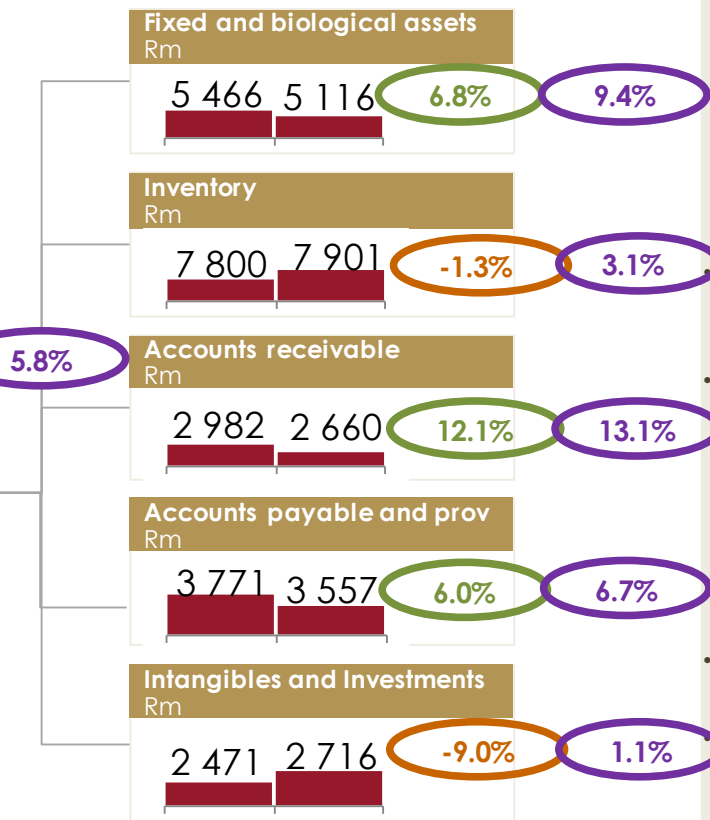 Fixed and biological assets
Rm
5 466 5 116 6.8% 9.4%
Inventory
Rm
7 800 7 901 -1.3% 3.1%
5.8%
Accounts receivable
Rm
2 982 2 660 12.1% 13.1%
Accounts payable and prov
Rm
3 771 3 557 6.0% 6.7%
Intangibles and Investments
Rm
2 471 2 716 -9.0% 1.1%